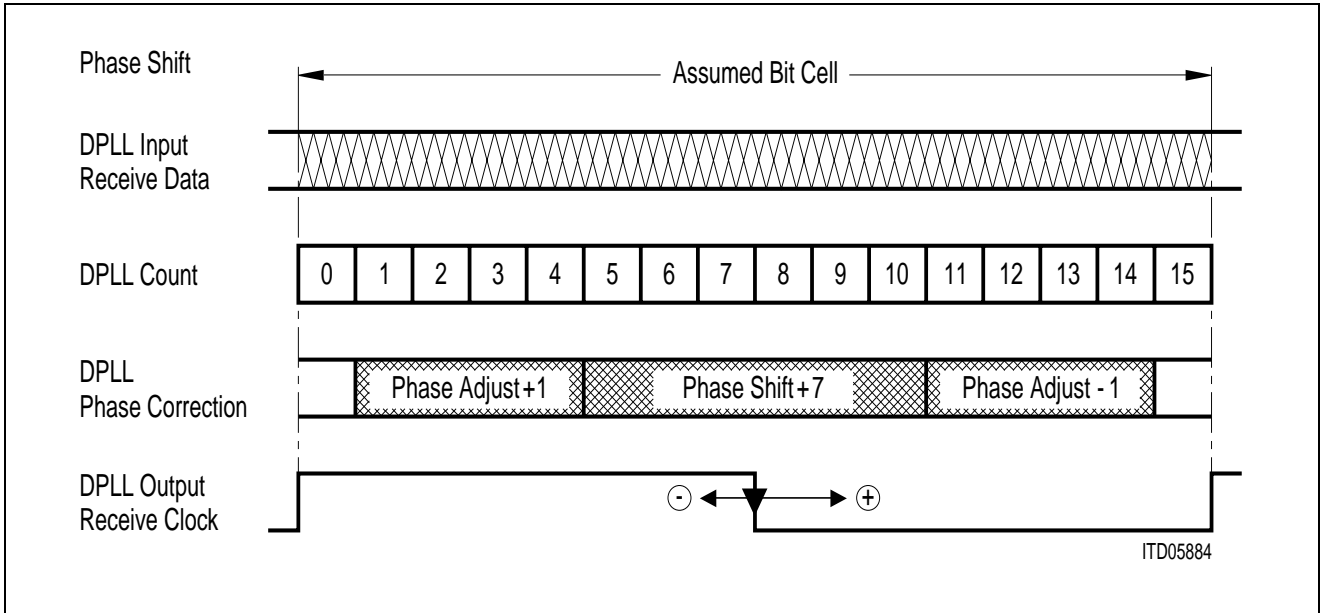 Phase Shift
Assumed Bit Cell
DPLL Input
Receive Data
DPLL Count
0 1 2 3 4 5 6 7 8 9 10 11 12 13 14 15
DPLL
Phase Correction
Phase Adjust+1 Phase Shift+7 Phase Adjust - 1
DPLL Output
Receive Clock
- +
ITD05884